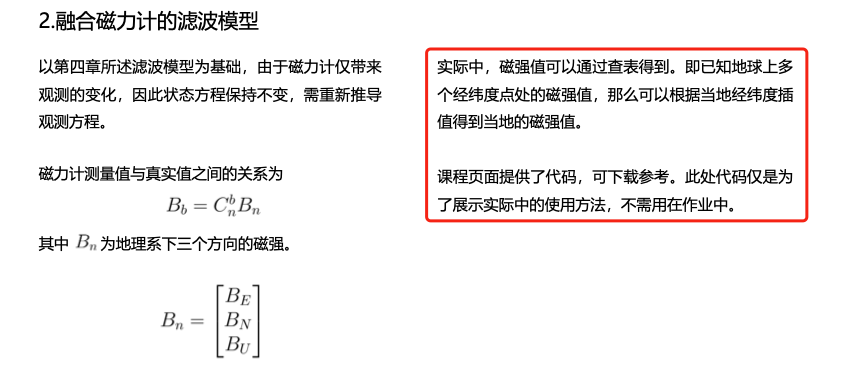 2.融合磁力计的滤波模型
以第四章所述滤波模型为基础，由于磁力计仅带来
观测的变化，因此状态方程保持不变，需重新推导
观测方程。
磁力计测量值与真实值之间的关系为
B_b = C_n^b B_n
其中 B_n 为地理系下三个方向的磁强。
B_n = [B_E
B_N
B_U]
实际中，磁强值可以通过查表得到。即已知地球上多
个经纬度点处的磁强值，那么可以根据当地经纬度插
值得到当地的磁强值。
课程页面提供了代码，可下载参考。此处代码仅是为
了展示实际中的使用方法，不需用在作业中。